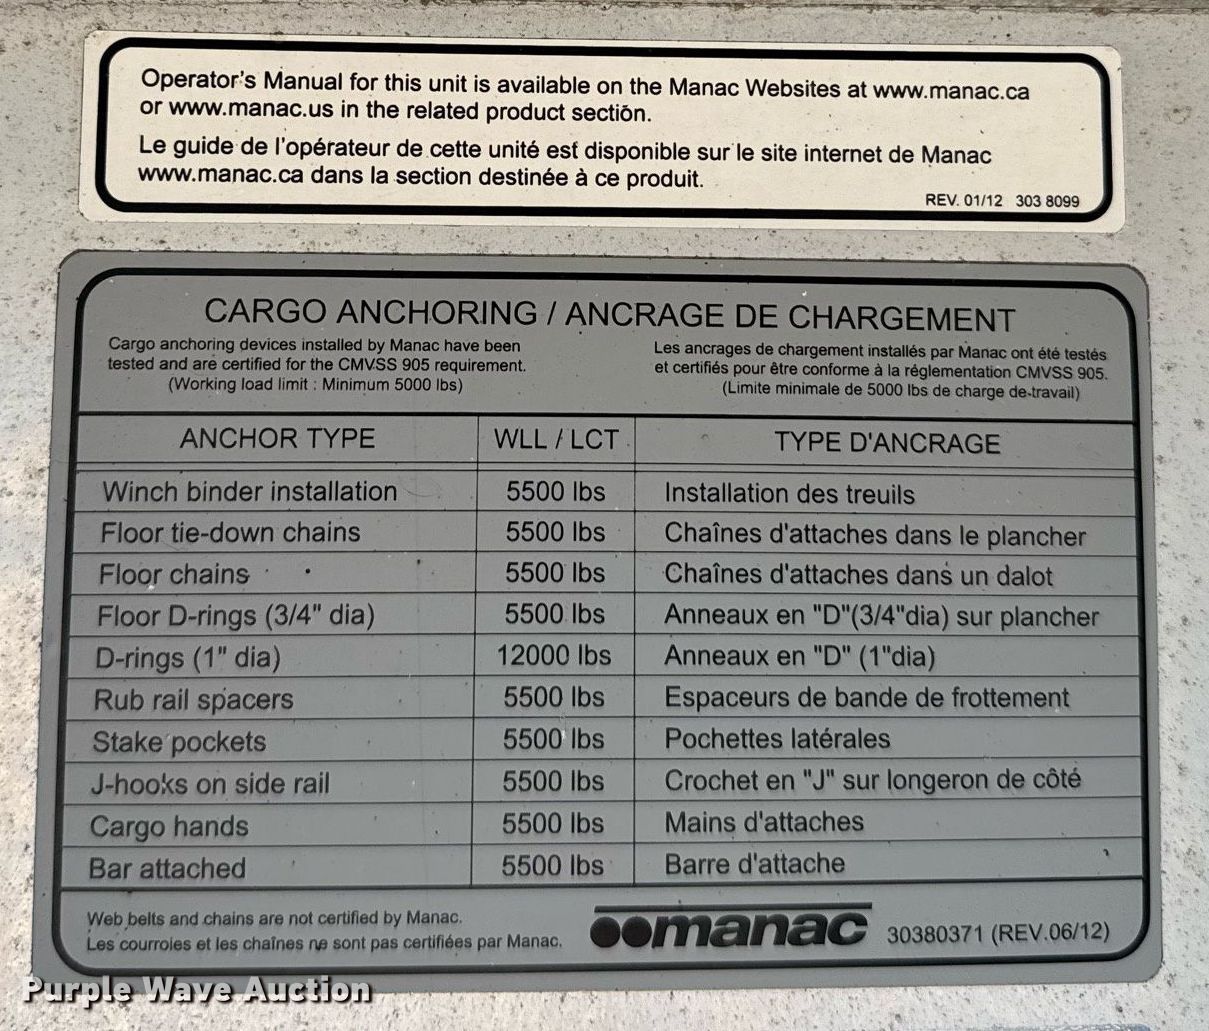 Operator's Manual for this unit is available on the Manac Websites at www.manac.ca
or www.manac.us in the related product section.
Le guide de l'opérateur de cette unité est disponible sur le site internet de Manac
www.manac.ca dans la section destinée à ce produit.
REV. 01/12 303 8099
CARGO ANCHORING / ANCRAGE DE CHARGEMENT
Cargo anchoring devices installed by Manac have been
tested and are certified for the CMVSS 905 requirement.
(Working load limit : Minimum 5000 lbs)
Les ancrages de chargement installés par Manac ont été testés
et certifiés pour être conforme à la réglementation CMVSS 905.
(Limite minimale de 5000 lbs de charge de travail)
ANCHOR TYPE WLL / LCT TYPE D'ANCRAGE
Winch binder installation 5500 lbs Installation des treuils
Floor tie-down chains 5500 lbs Chaînes d'attaches dans le plancher
Floor chains 5500 lbs Chaînes d'attaches dans un dalot
Floor D-rings (3/4" dia) 5500 lbs Anneaux en "D"(3/4"dia) sur plancher
D-rings (1" dia) 12000 lbs Anneaux en "D" (1"dia)
Rub rail spacers 5500 lbs Espaceurs de bande de frottement
Stake pockets 5500 lbs Pochettes latérales
J-hooks on side rail 5500 lbs Crochet en "J" sur longeron de côté
Cargo hands 5500 lbs Mains d'attaches
Bar attached 5500 lbs Barre d'attache
Web belts and chains are not certified by Manac.
Les courroies et les chaînes ne sont pas certifiées par Manac.
manac 30380371 (REV.06/12)
Purple Wave Auction